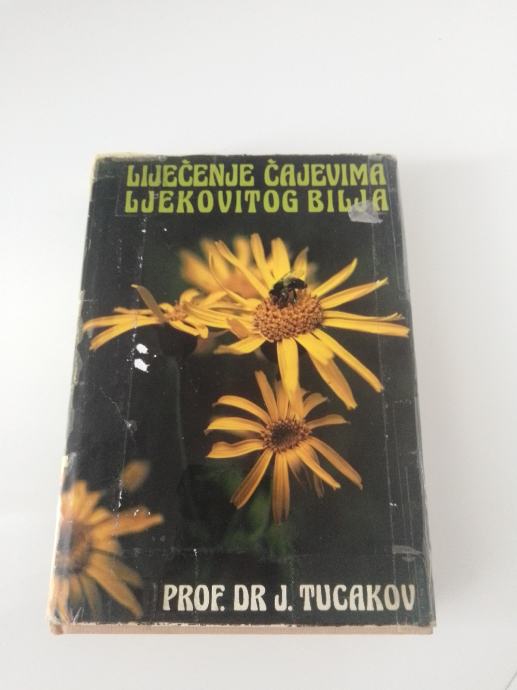 LIJEČENJE ČAJEVIMA
LJEKOVITOG BILJA
PROF. DR J. TUCAKOV